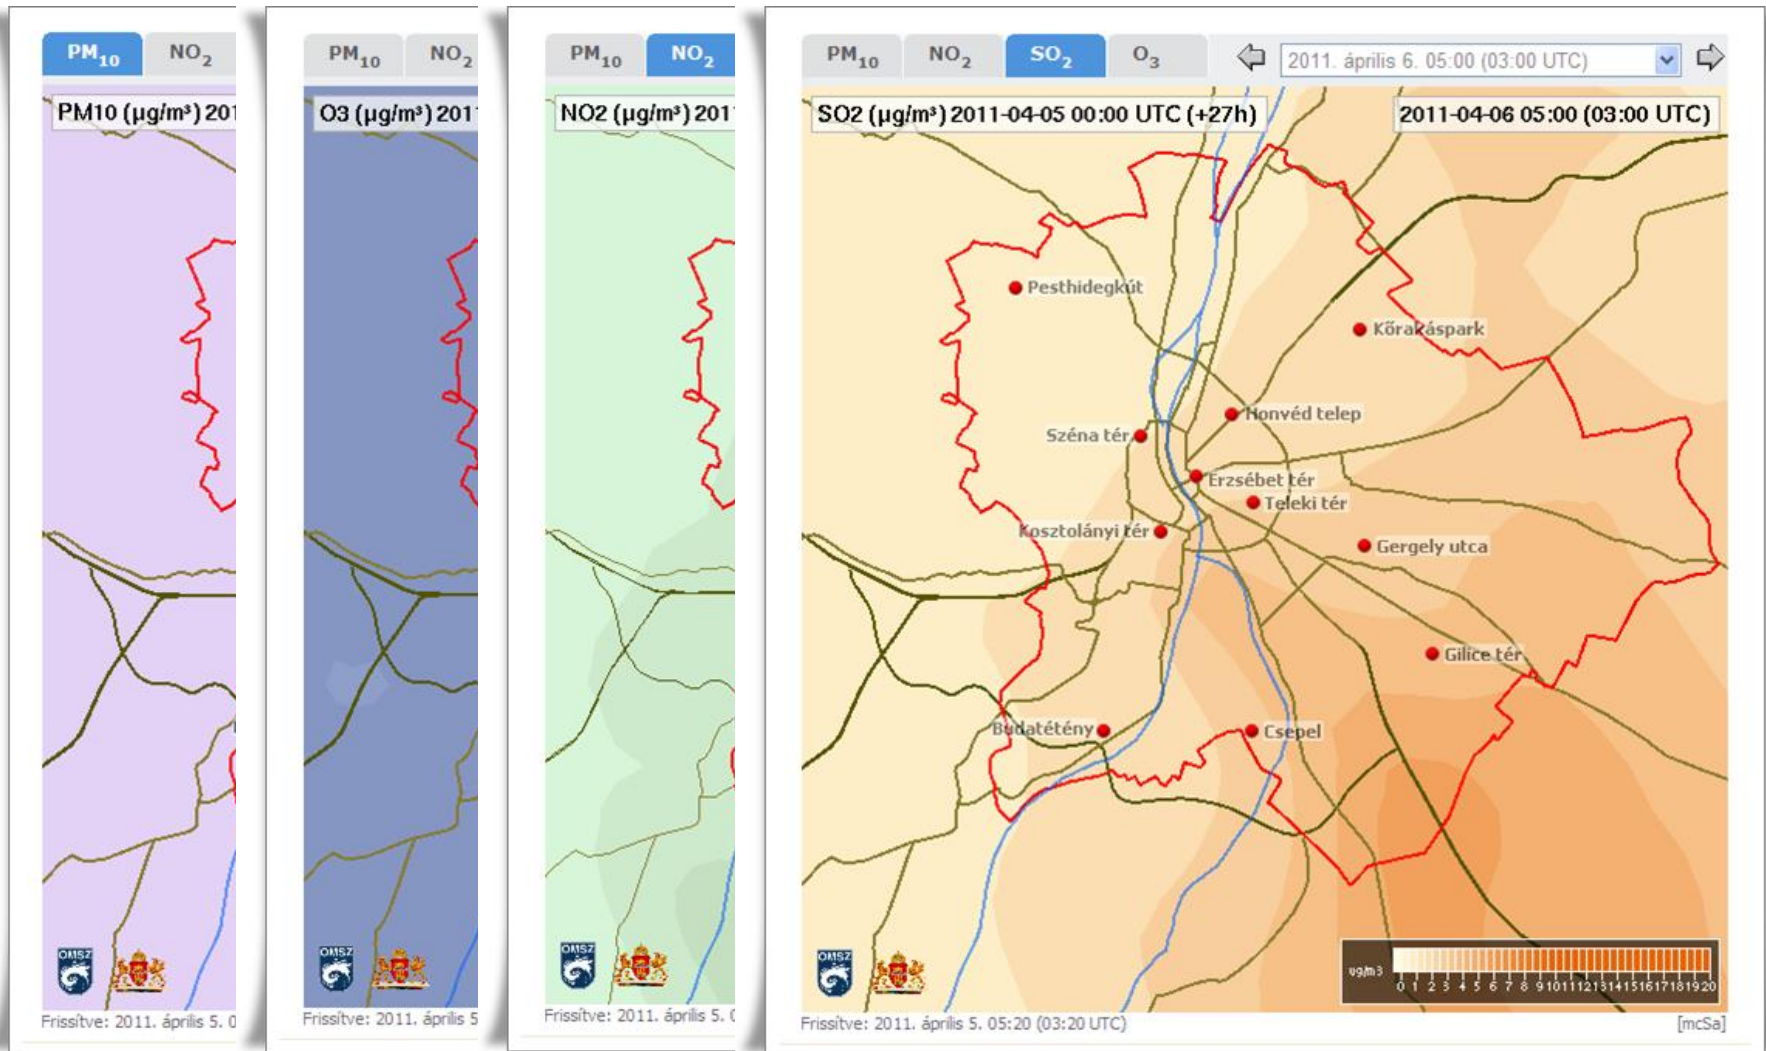 PM10 NO2
PM10 (µg/m³) 201
OMSZ
Frissítve: 2011. április 5. 0
PM10 NO2
O3 (µg/m³) 201
OMSZ
Frissítve: 2011. április 5
PM10 NO2
NO2 (µg/m³) 201
OMSZ
Frissítve: 2011. április 5. 0
PM10 NO2 SO2 O3 2011. április 6. 05:00 (03:00 UTC)
SO2 (µg/m³) 2011-04-05 00:00 UTC (+27h) 2011-04-06 05:00 (03:00 UTC)
Pesthidegkút
Kőrakáspark
Honvéd telep
Széna tér
Erzsébet tér
Teleki tér
Kosztolányi tér
Gergely utca
Gilice tér
Budatétény
Csepel
OMSZ
ug/m3
0 1 2 3 4 5 6 7 8 9 10 11 12 13 14 15 16 17 18 19 20
Frissítve: 2011. április 5. 05:20 (03:20 UTC) [mcSa]